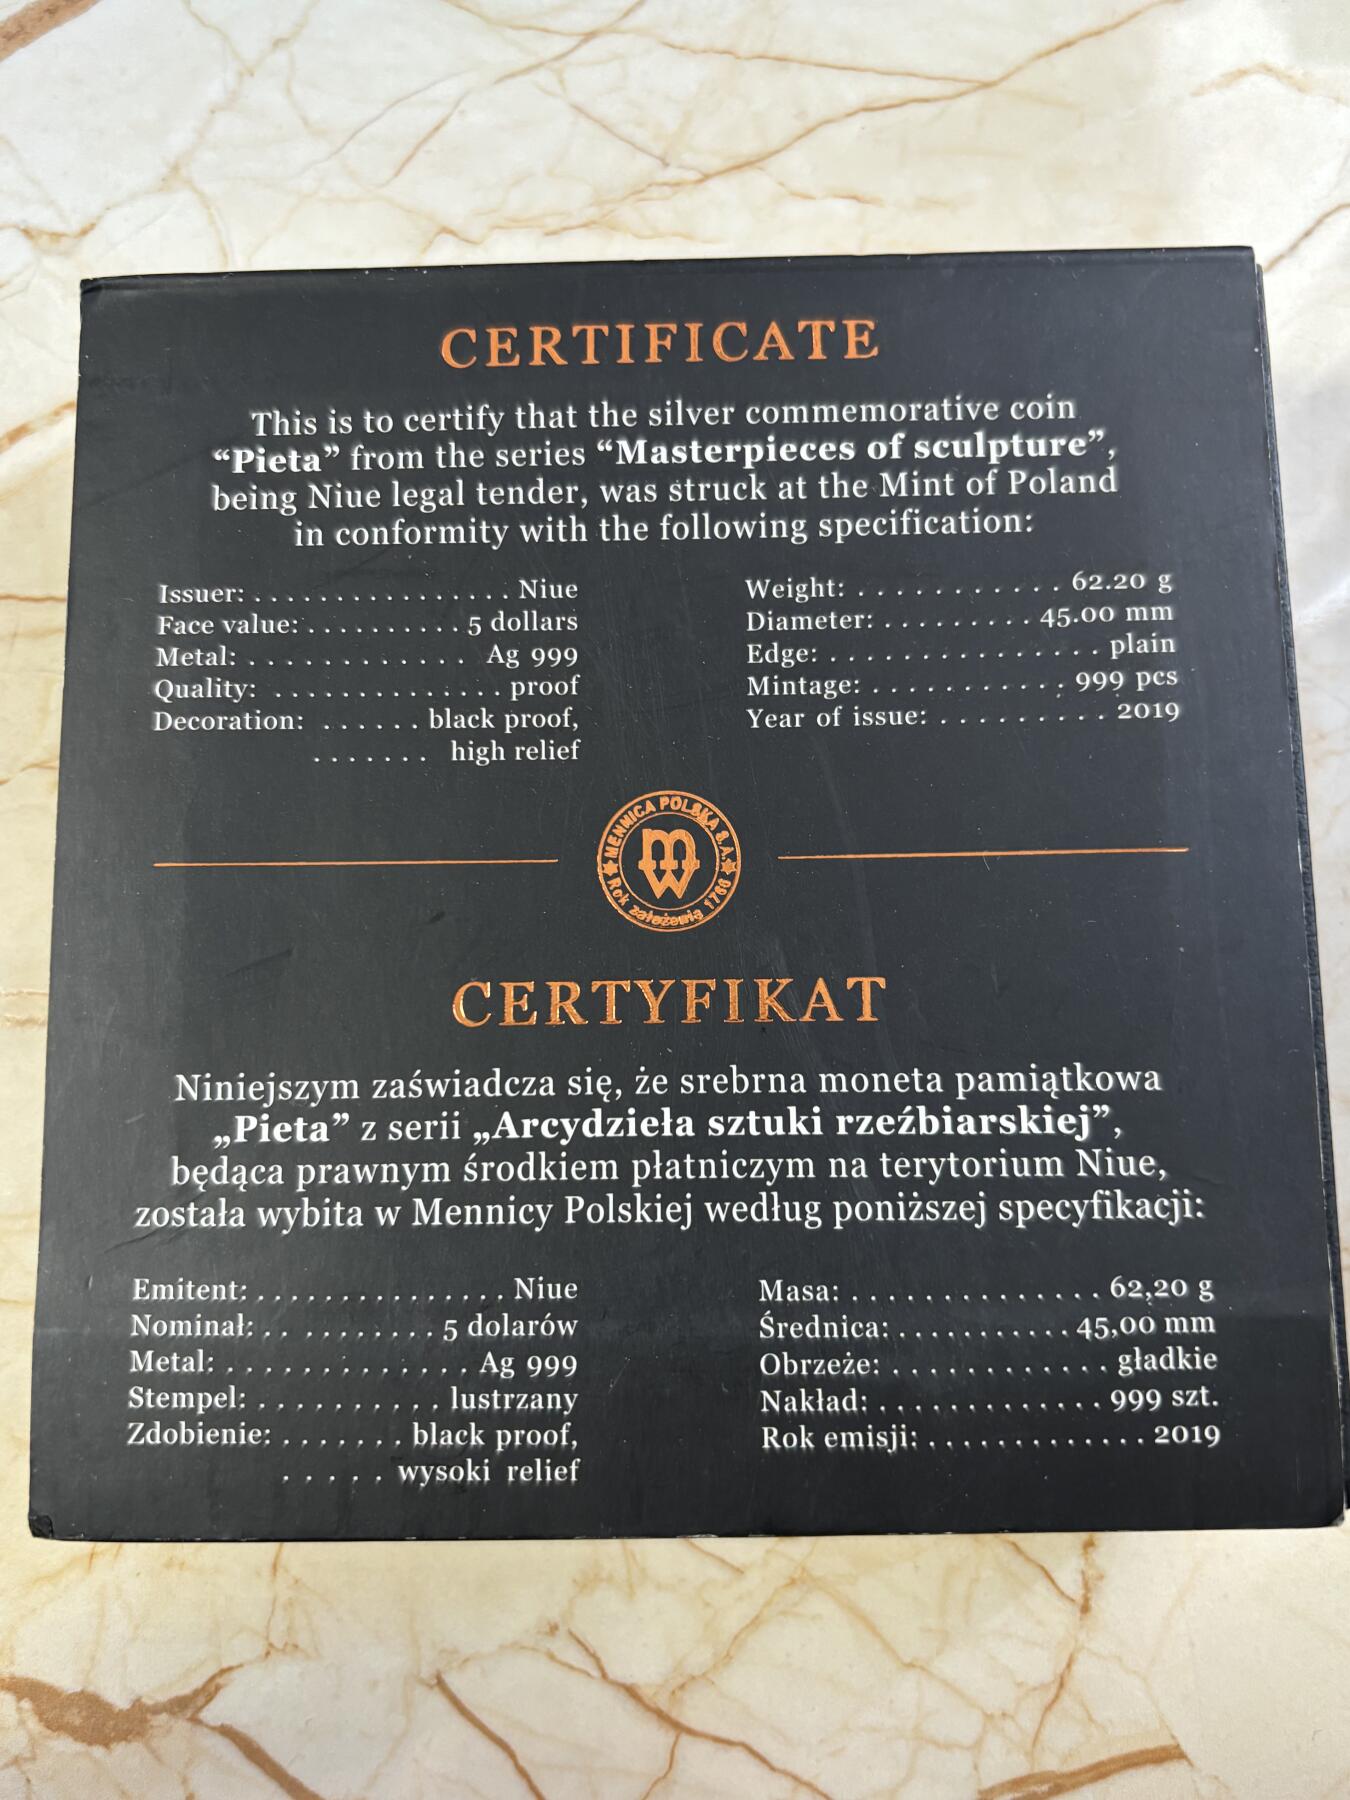 CERTIFICATE
This is to certify that the silver commemorative coin
“Pieta” from the series “Masterpieces of sculpture”,
being Niue legal tender, was struck at the Mint of Poland
in conformity with the following specification:
Issuer: . . . . . . . . . . . . . . . . Niue
Face value: . . . . . . . . . . 5 dollars
Metal: . . . . . . . . . . . . . Ag 999
Quality: . . . . . . . . . . . . . . proof
Decoration: . . . . . . black proof,
. . . . . . . high relief
Weight: . . . . . . . . . . . 62.20 g
Diameter: . . . . . . . . . 45.00 mm
Edge: . . . . . . . . . . . . . . . plain
Mintage: . . . . . . . . . . . 999 pcs
Year of issue: . . . . . . . . . 2019
MENNICA POLSKA S.A.
MW
Rok założenia 1766
CERTYFIKAT
Niniejszym zaświadcza się, że srebrna moneta pamiątkowa
„Pieta” z serii „Arcydzieła sztuki rzeźbiarskiej”,
będąca prawnym środkiem płatniczym na terytorium Niue,
została wybita w Mennicy Polskiej według poniższej specyfikacji:
Emitent: . . . . . . . . . . . . . . . Niue
Nominał: . . . . . . . . . . 5 dolarów
Metal: . . . . . . . . . . . . . . Ag 999
Stempel: . . . . . . . . . . lustrzany
Zdobienie: . . . . . . . black proof,
. . . . . wysoki relief
Masa: . . . . . . . . . . . . . . 62,20 g
Średnica: . . . . . . . . . . . 45,00 mm
Obrzeże: . . . . . . . . . . . . gładkie
Nakład: . . . . . . . . . . . . . 999 szt.
Rok emisji: . . . . . . . . . . . . . 2019